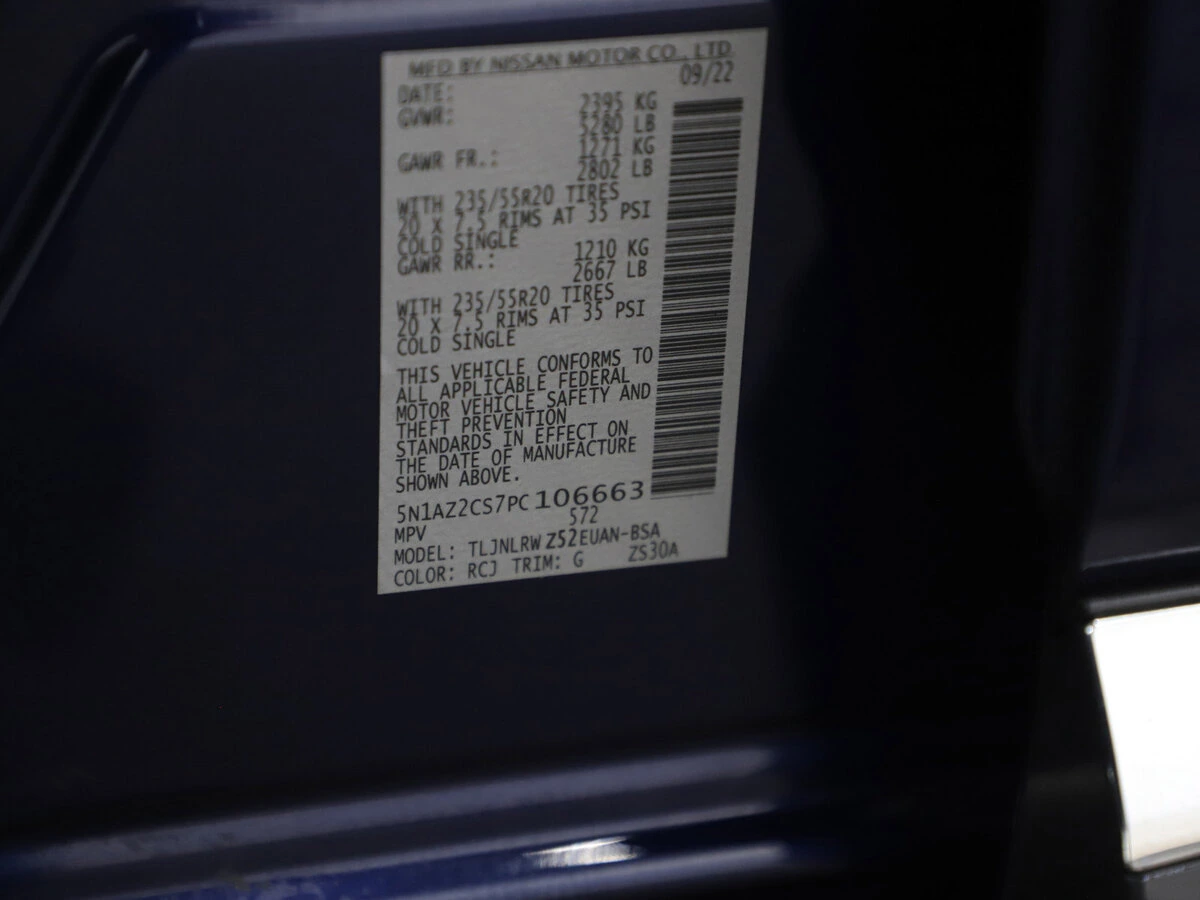 MFD BY NISSAN MOTOR CO., LTD.
DATE: 09/22
GVWR: 2395 KG
5280 LB
GAWR FR.: 1271 KG
2802 LB
WITH 235/55R20 TIRES
20 X 7.5 RIMS AT 35 PSI
COLD SINGLE
GAWR RR.: 1210 KG
2667 LB
WITH 235/55R20 TIRES
20 X 7.5 RIMS AT 35 PSI
COLD SINGLE
THIS VEHICLE CONFORMS TO
ALL APPLICABLE FEDERAL
MOTOR VEHICLE SAFETY AND
THEFT PREVENTION
STANDARDS IN EFFECT ON
THE DATE OF MANUFACTURE
SHOWN ABOVE.
5N1AZ2CS7PC106663
MPV 572
MODEL: TLJNLRWZ52EUAN-BSA
COLOR: RCJ TRIM: G ZS30A